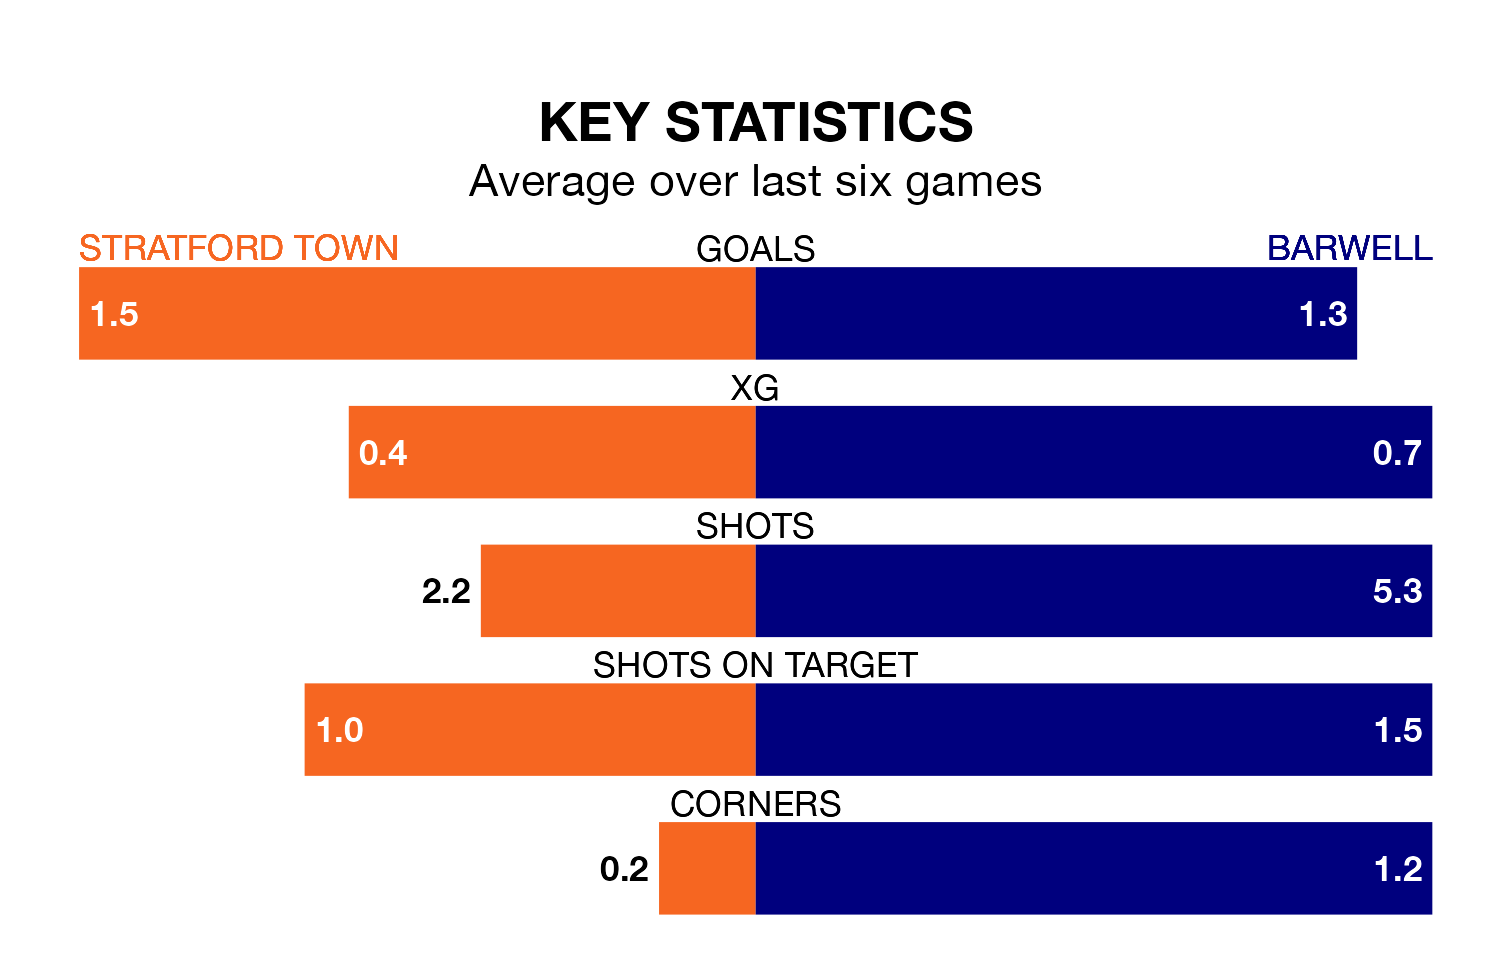 KEY STATISTICS
Average over last six games
STRATFORD TOWN GOALS BARWELL
1.5 1.3
XG
0.4 0.7
SHOTS
2.2 5.3
SHOTS ON TARGET
1.0 1.5
CORNERS
0.2 1.2